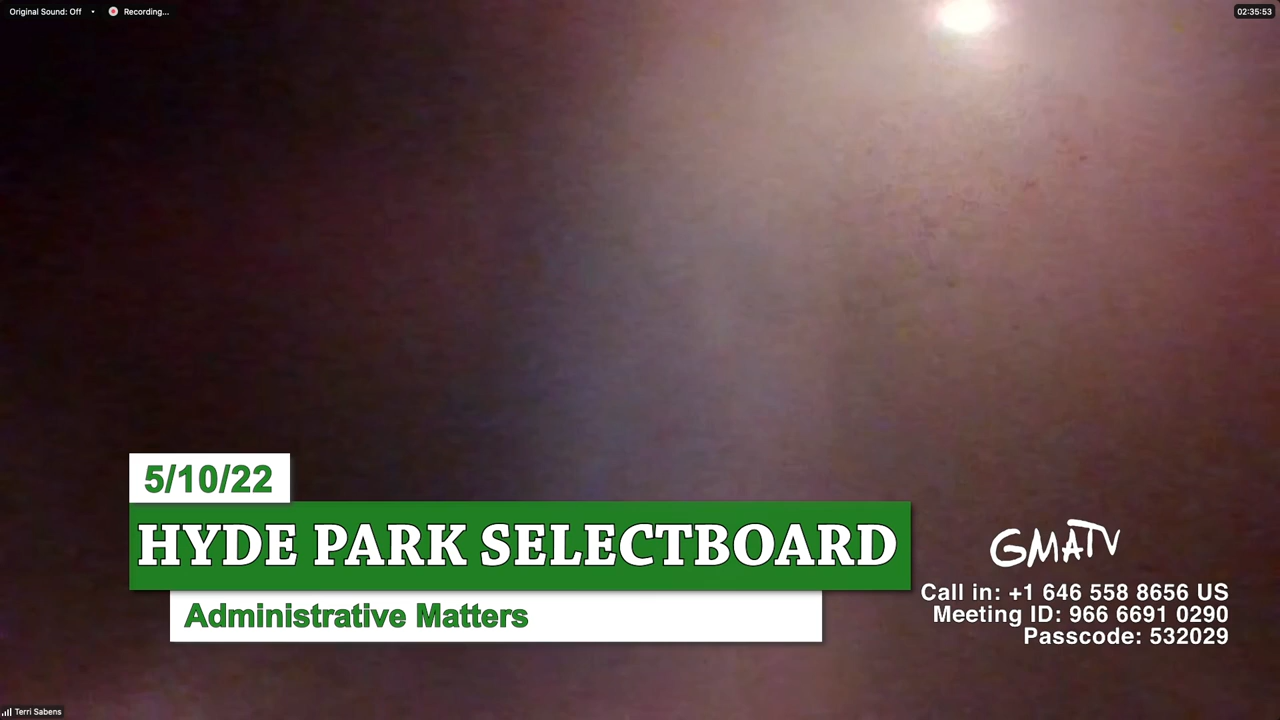 Original Sound: Off
Recording...
02:35:53
5/10/22
HYDE PARK SELECTBOARD
Administrative Matters
GMATV
Call in: +1 646 558 8656 US
Meeting ID: 966 6691 0290
Passcode: 532029
Terri Sabens